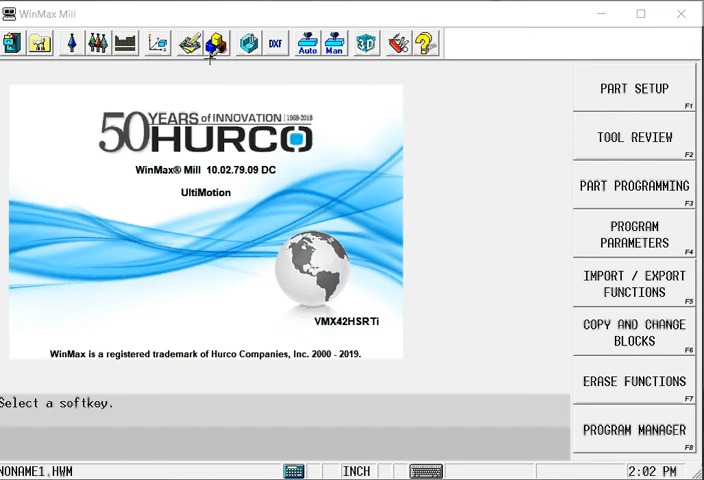 WinMax Mill
DXF
Auto
Man
3D
50 YEARS of INNOVATION | 1968-2018
HURCO
WinMax® Mill 10.02.79.09 DC
UltiMotion
VMX42HSRTi
WinMax is a registered trademark of Hurco Companies, Inc. 2000 - 2019.
PART SETUP
F1
TOOL REVIEW
F2
PART PROGRAMMING
F3
PROGRAM
PARAMETERS
F4
IMPORT / EXPORT
FUNCTIONS
F5
COPY AND CHANGE
BLOCKS
F6
ERASE FUNCTIONS
F7
PROGRAM MANAGER
F8
Select a softkey.
NONAME1.HWM
INCH
2:02 PM